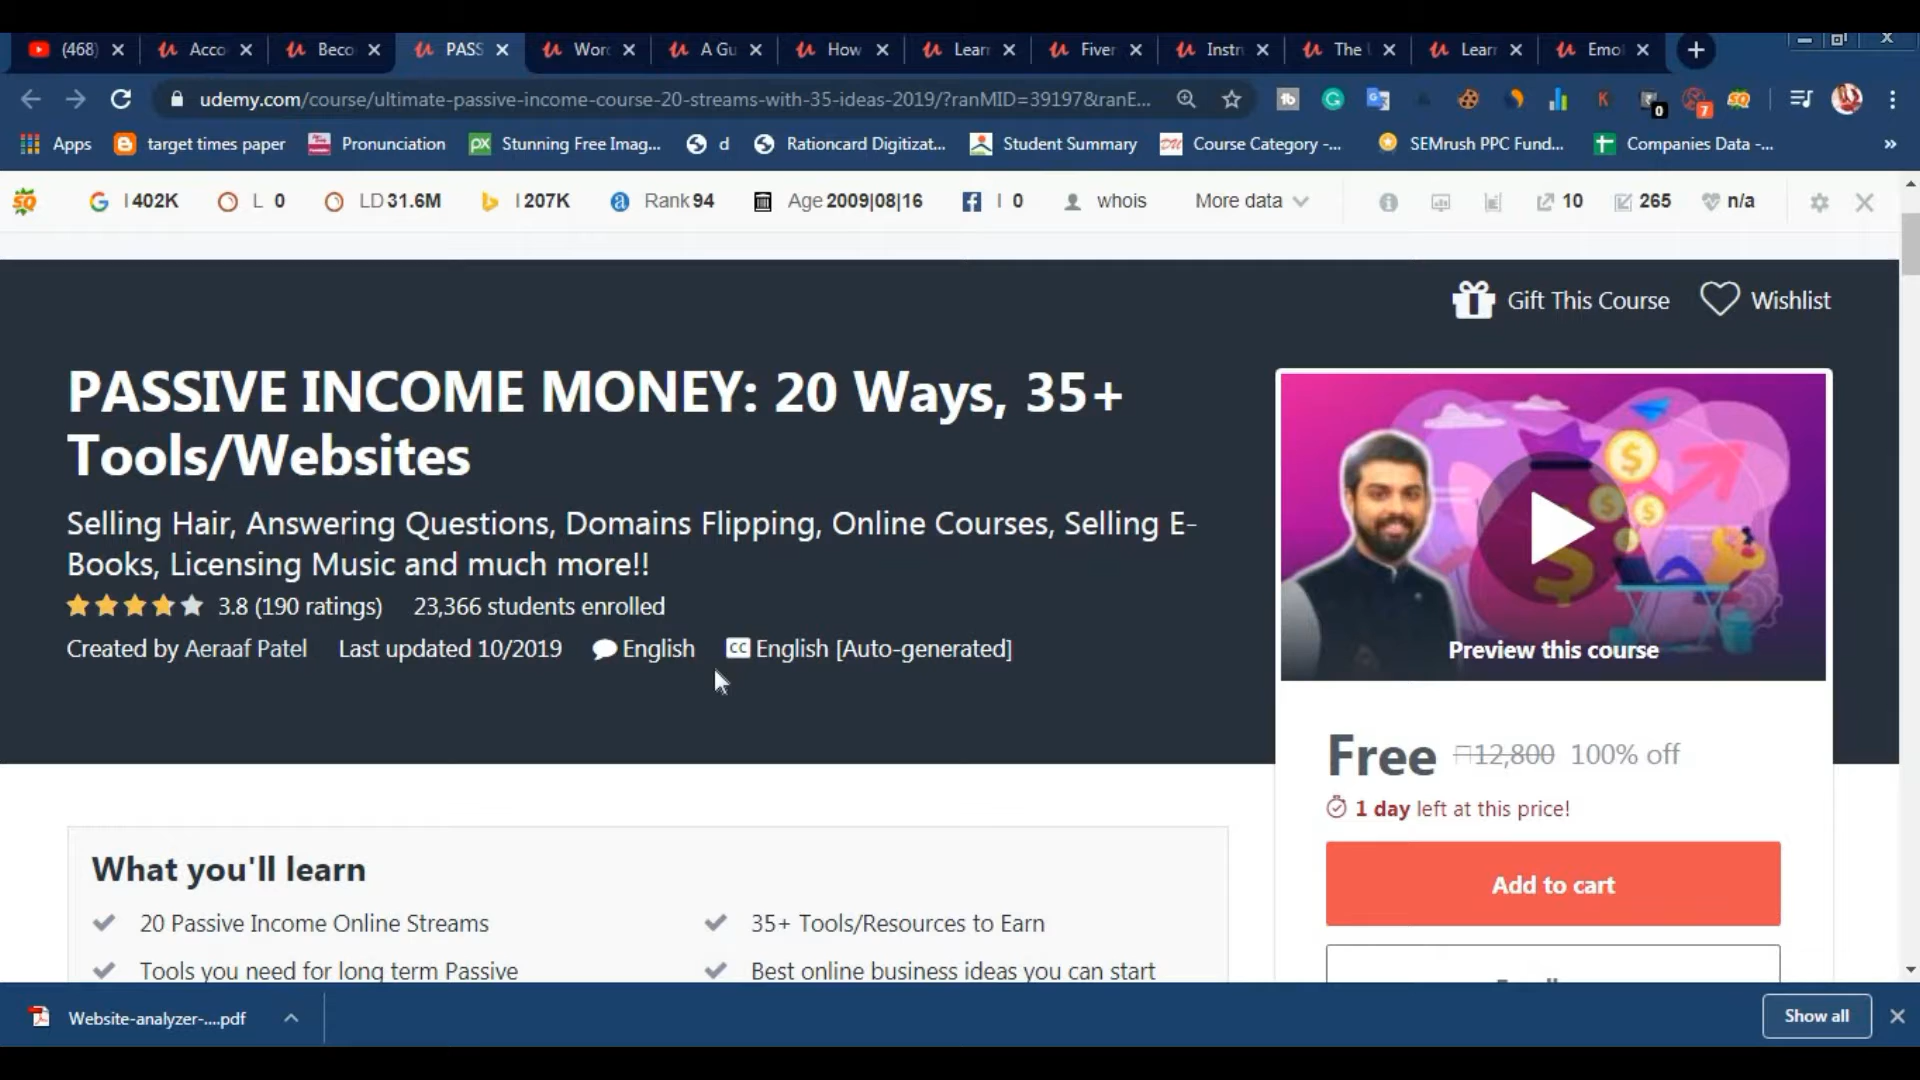 (468) Acco Beco PASS Word A Gu How Learn Fiver Instr The Learn Emo
udemy.com/course/ultimate-passive-income-course-20-streams-with-35-ideas-2019/?ranMID=39197&ranE...
Apps target times paper Pronunciation Stunning Free Imag... d Rationcard Digitizat... Student Summary Course Category -... SEMrush PPC Fund... Companies Data -... »
I 402K L 0 LD 31.6M I 207K Rank 94 Age 2009|08|16 I 0 whois More data 10 265 n/a
Gift This Course Wishlist
PASSIVE INCOME MONEY: 20 Ways, 35+
Tools/Websites
Selling Hair, Answering Questions, Domains Flipping, Online Courses, Selling E-
Books, Licensing Music and much more!!
3.8 (190 ratings) 23,366 students enrolled
Created by Aeraaf Patel Last updated 10/2019 English CC English [Auto-generated]
Preview this course
Free 12,800 100% off
1 day left at this price!
Add to cart
What you'll learn
20 Passive Income Online Streams
35+ Tools/Resources to Earn
Tools you need for long term Passive
Best online business ideas you can start
Website-analyzer-....pdf
Show all